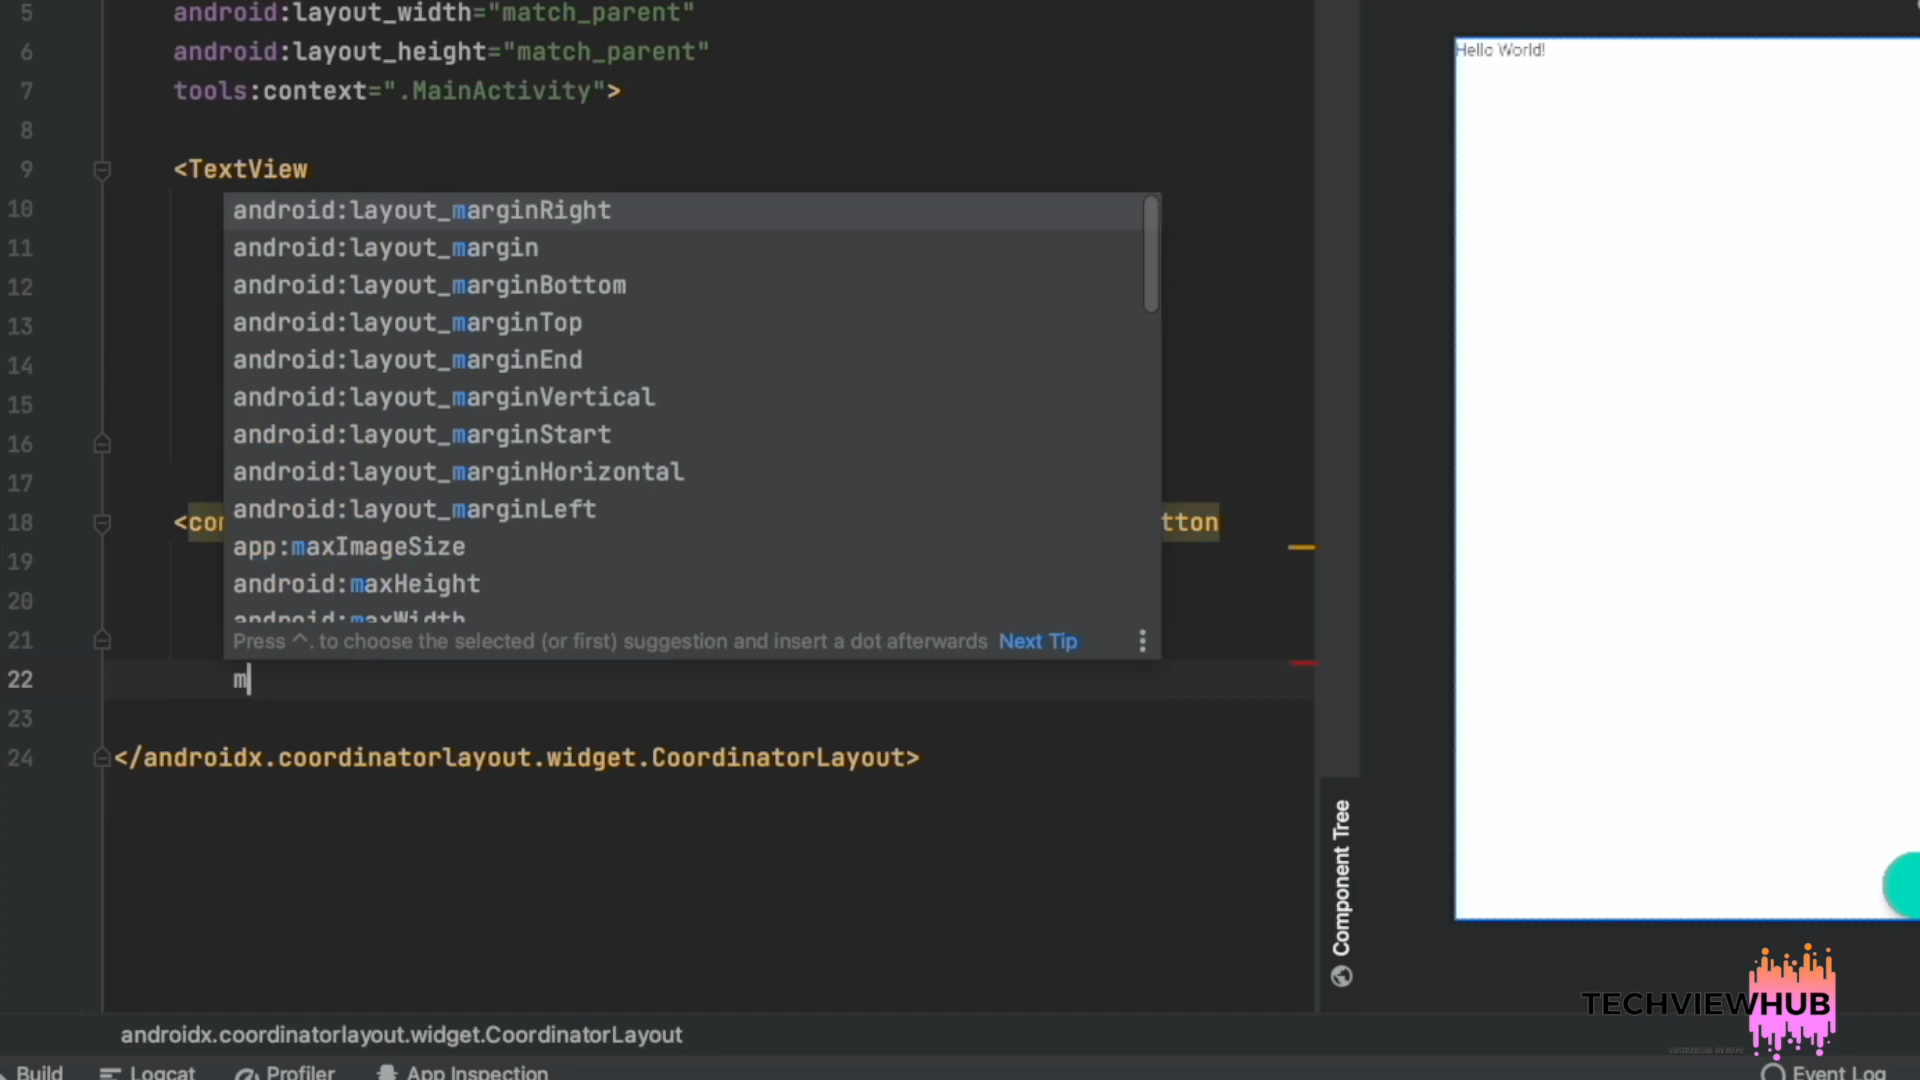 5 android:layout_width="match_parent"
6 android:layout_height="match_parent"
7 tools:context=".MainActivity">
8
9 <TextView
10 android:layout_marginRight
11 android:layout_margin
12 android:layout_marginBottom
13 android:layout_marginTop
14 android:layout_marginEnd
15 android:layout_marginVertical
16 android:layout_marginStart
17 android:layout_marginHorizontal
android:layout_marginLeft
18 <con tton
19 app:maxImageSize
20 android:maxHeight
android:maxWidth
21 Press ^. to choose the selected (or first) suggestion and insert a dot afterwards Next Tip
22 m
23
24 </androidx.coordinatorlayout.widget.CoordinatorLayout>
Hello World!
Component Tree
TECHVIEWHUB
androidx.coordinatorlayout.widget.CoordinatorLayout
Build Logcat Profiler App Inspection Event Log